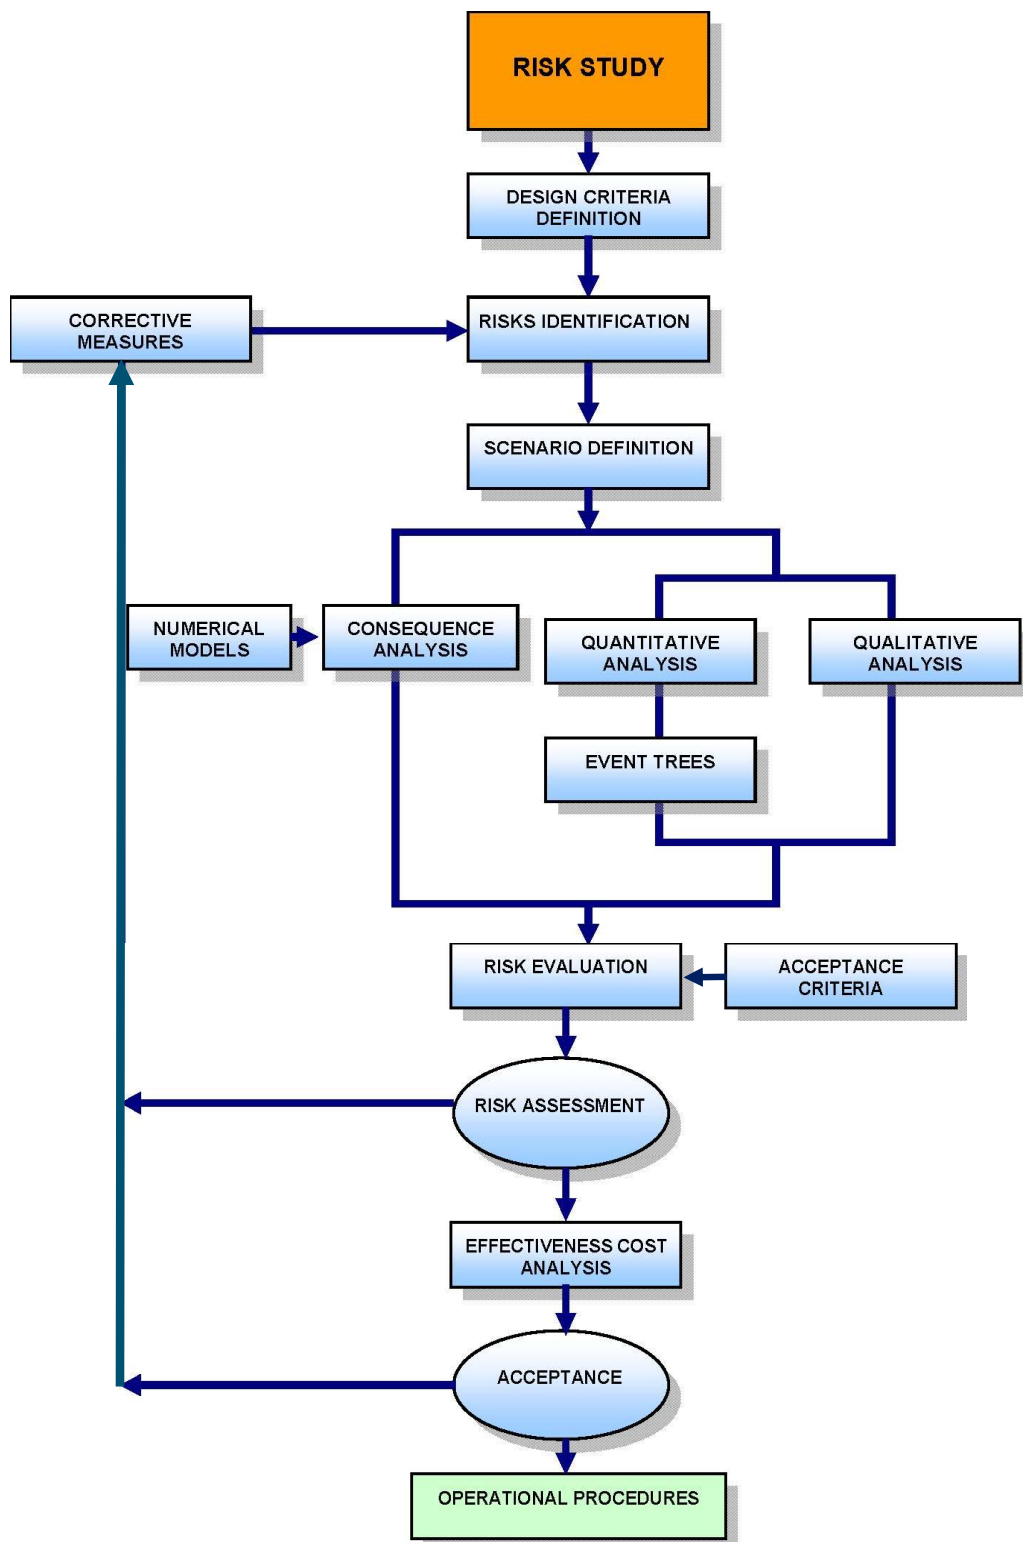 RISK STUDY
DESIGN CRITERIA
DEFINITION
CORRECTIVE
MEASURES
RISKS IDENTIFICATION
SCENARIO DEFINITION
NUMERICAL
MODELS
CONSEQUENCE
ANALYSIS
QUANTITATIVE
ANALYSIS
QUALITATIVE
ANALYSIS
EVENT TREES
RISK EVALUATION
ACCEPTANCE
CRITERIA
RISK ASSESSMENT
EFFECTIVENESS COST
ANALYSIS
ACCEPTANCE
OPERATIONAL PROCEDURES